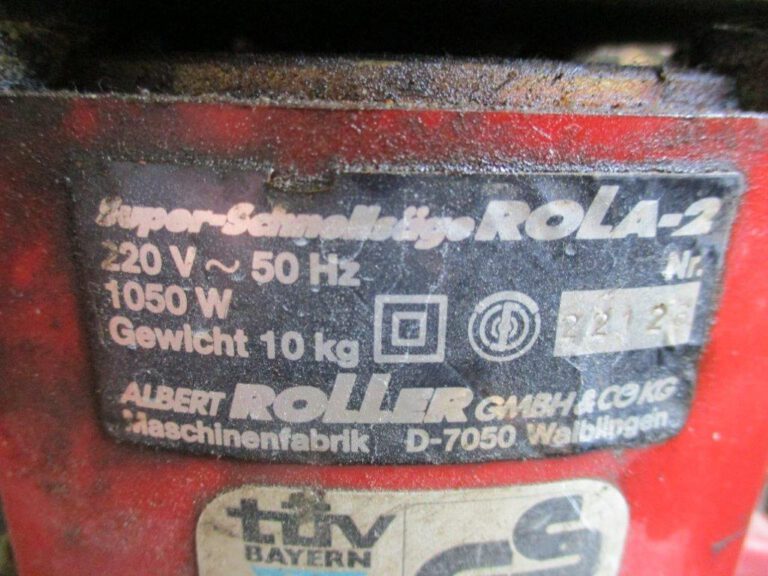 Super-Schnellsäge ROLA-2
220 V ~ 50 Hz Nr.
1050 W
Gewicht 10 kg
ALBERT ROLLER GMBH & CO KG
Maschinenfabrik D-7050 Waiblingen
tüv
BAYERN
GS